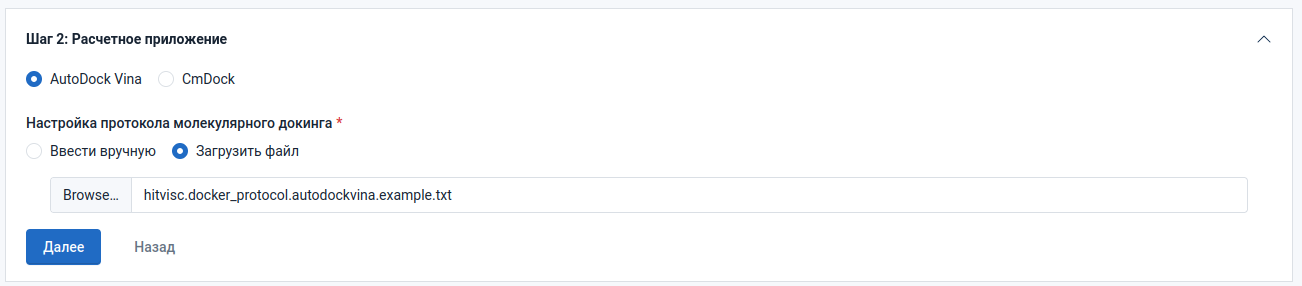 Шаг 2: Расчетное приложение
AutoDock Vina CmDock
Настройка протокола молекулярного докинга *
Ввести вручную Загрузить файл
Browse... hitvisc.docker_protocol.autodockvina.example.txt
Далее Назад